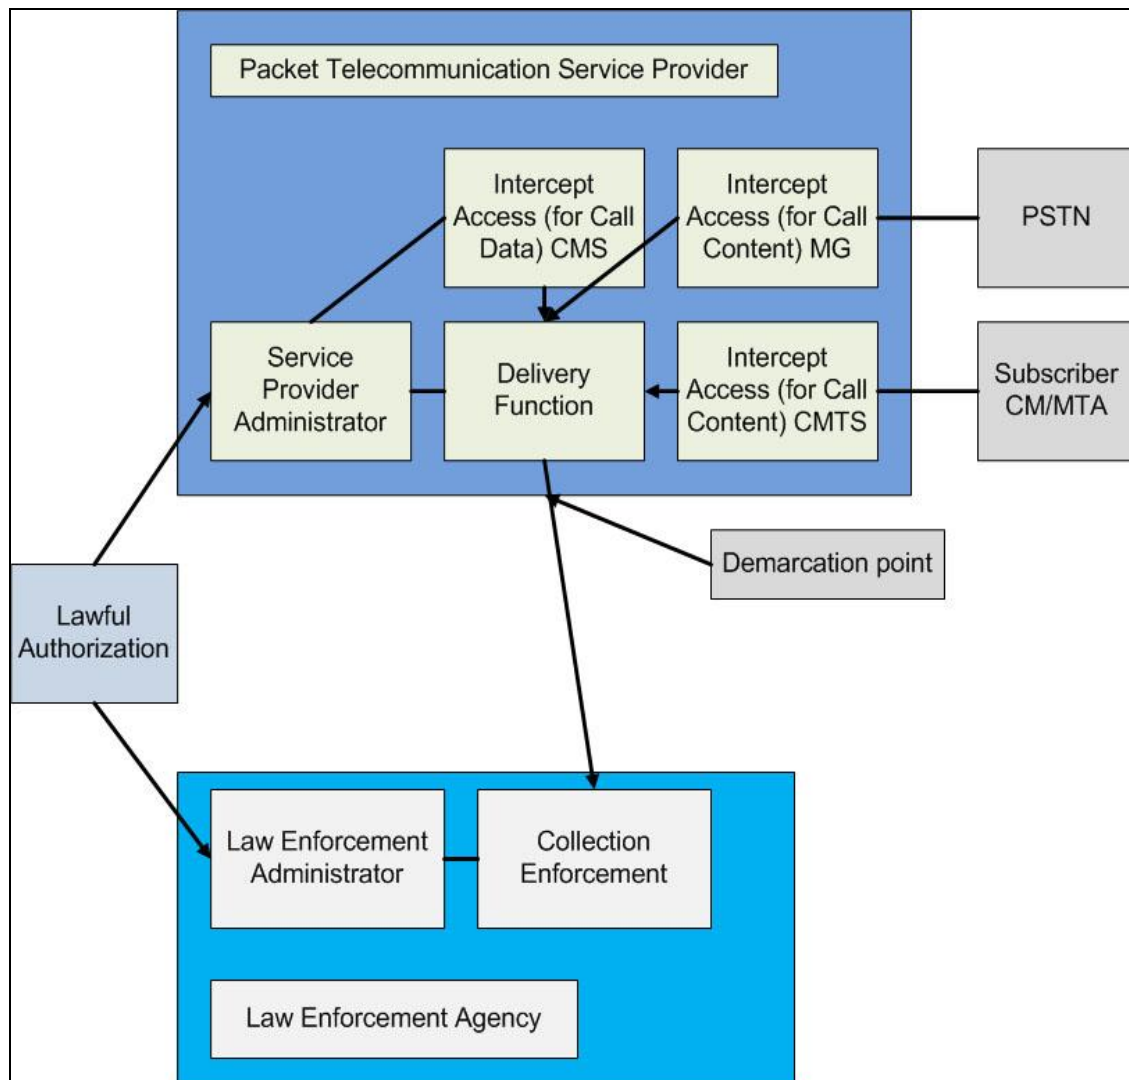 Packet Telecommunication Service Provider
Intercept
Access (for Call
Data) CMS
Intercept
Access (for Call
Content) MG
PSTN
Service
Provider
Administrator
Delivery
Function
Intercept
Access (for Call
Content) CMTS
Subscriber
CM/MTA
Demarcation point
Lawful
Authorization
Law Enforcement
Administrator
Collection
Enforcement
Law Enforcement Agency